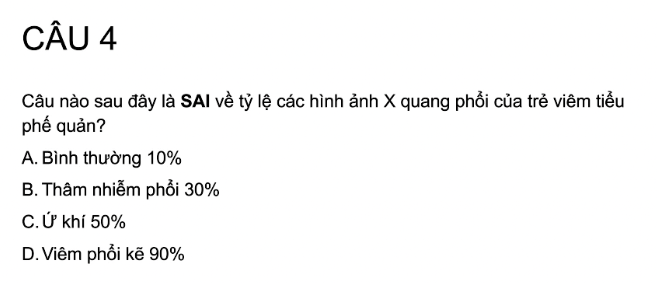 CÂU 4
Câu nào sau đây là SAI về tỷ lệ các hình ảnh X quang phổi của trẻ viêm tiểu
phế quản?
A. Bình thường 10%
B. Thâm nhiễm phổi 30%
C. Ứ khí 50%
D. Viêm phổi kẽ 90%